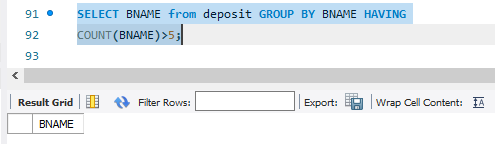 91 SELECT BNAME from deposit GROUP BY BNAME HAVING
92 COUNT(BNAME)>5;
93
Result Grid Filter Rows: Export: Wrap Cell Content: IA
BNAME